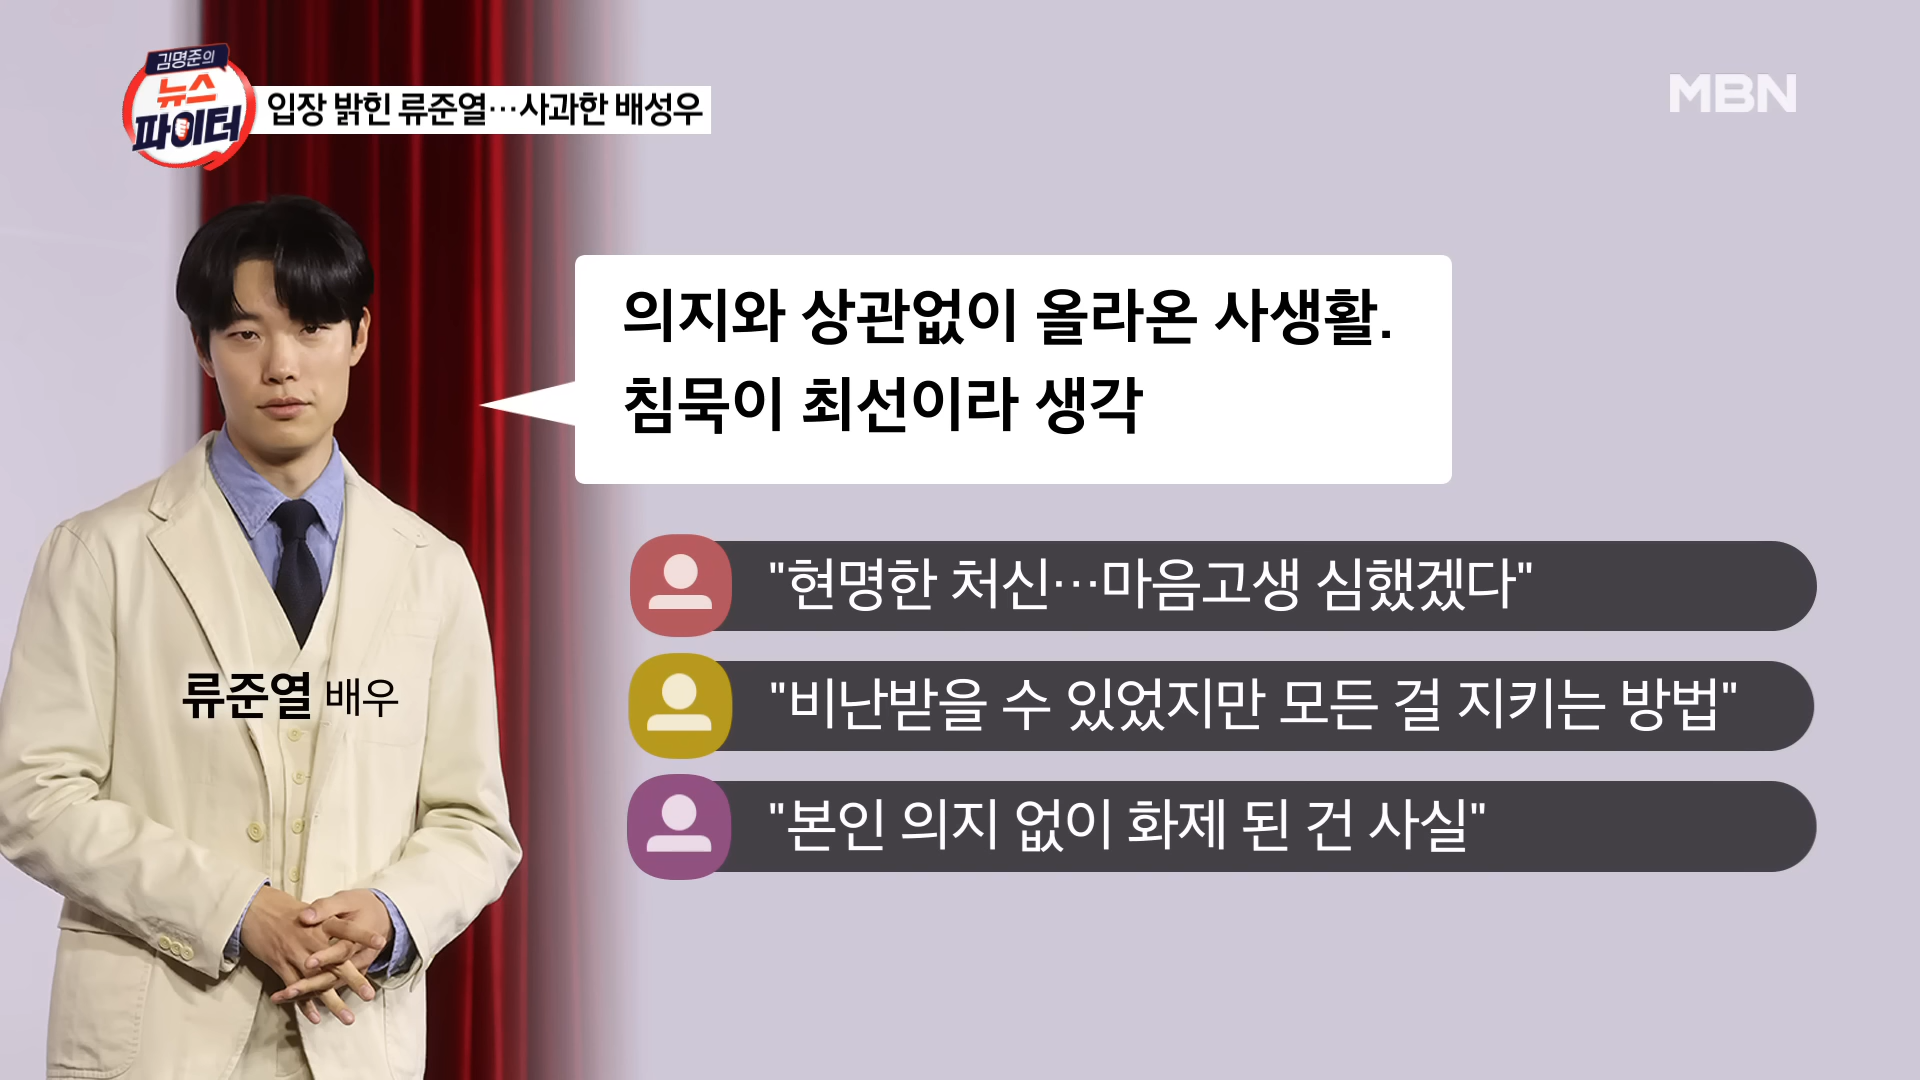 김명준의
뉴스
파이터
입장 밝힌 류준열…사과한 배성우
MBN
의지와 상관없이 올라온 사생활.
침묵이 최선이라 생각
"현명한 처신…마음고생 심했겠다"
"비난받을 수 있었지만 모든 걸 지키는 방법"
"본인 의지 없이 화제 된 건 사실"
류준열 배우